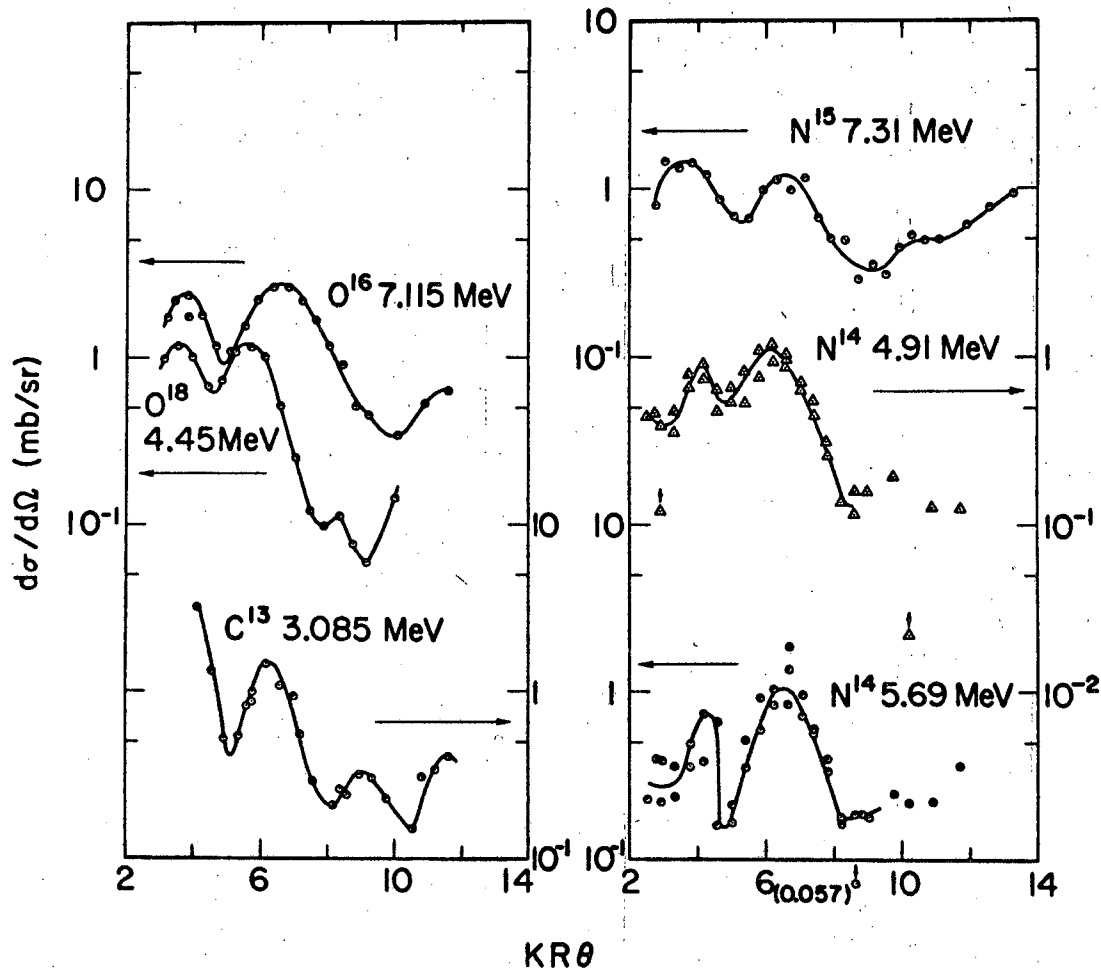 dσ/dΩ (mb/sr)
10
1
10⁻¹
O¹⁶ 7.115 MeV
O¹⁸
4.45 MeV
C¹³ 3.085 MeV
10
1
10⁻¹
2
6
10
14
10
1
10⁻¹
10
1
10⁻¹
N¹⁵ 7.31 MeV
N¹⁴ 4.91 MeV
N¹⁴ 5.69 MeV
1
10⁻¹
10⁻²
2
6
(0.057)
10
14
KRθ